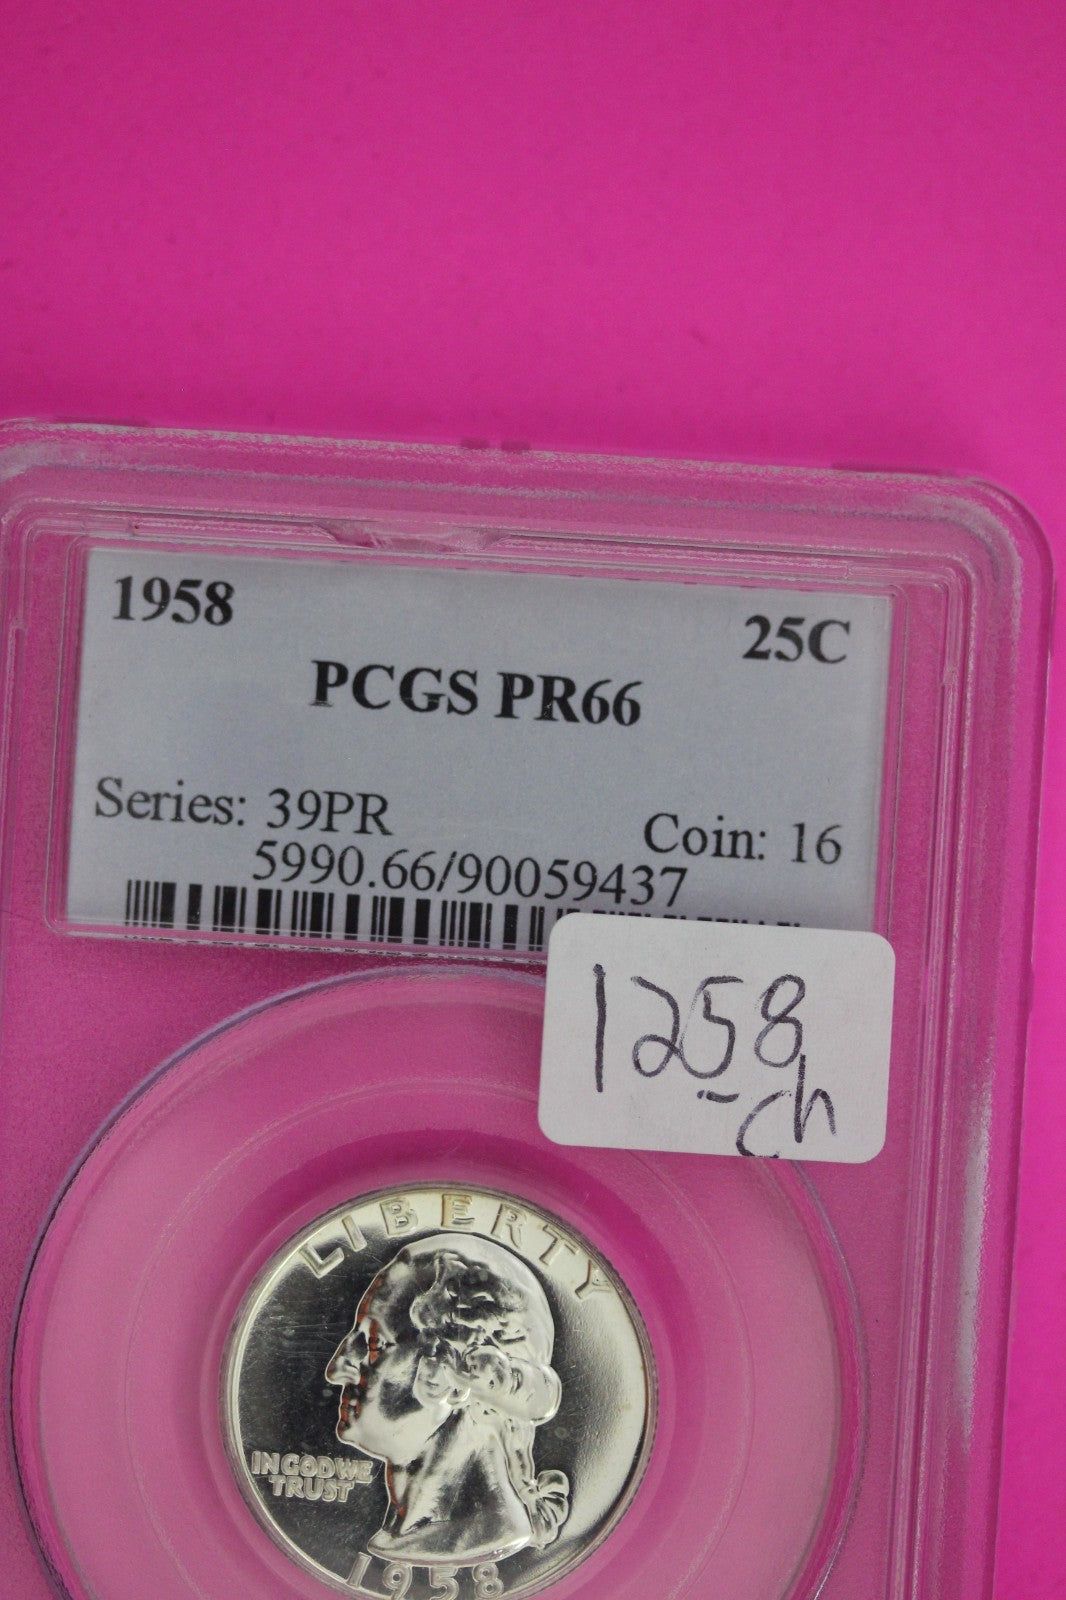 1958 25C
PCGS PR66
Series: 39PR Coin: 16
5990.66/90059437
1258
ch
LIBERTY
IN GOD WE
TRUST
1958